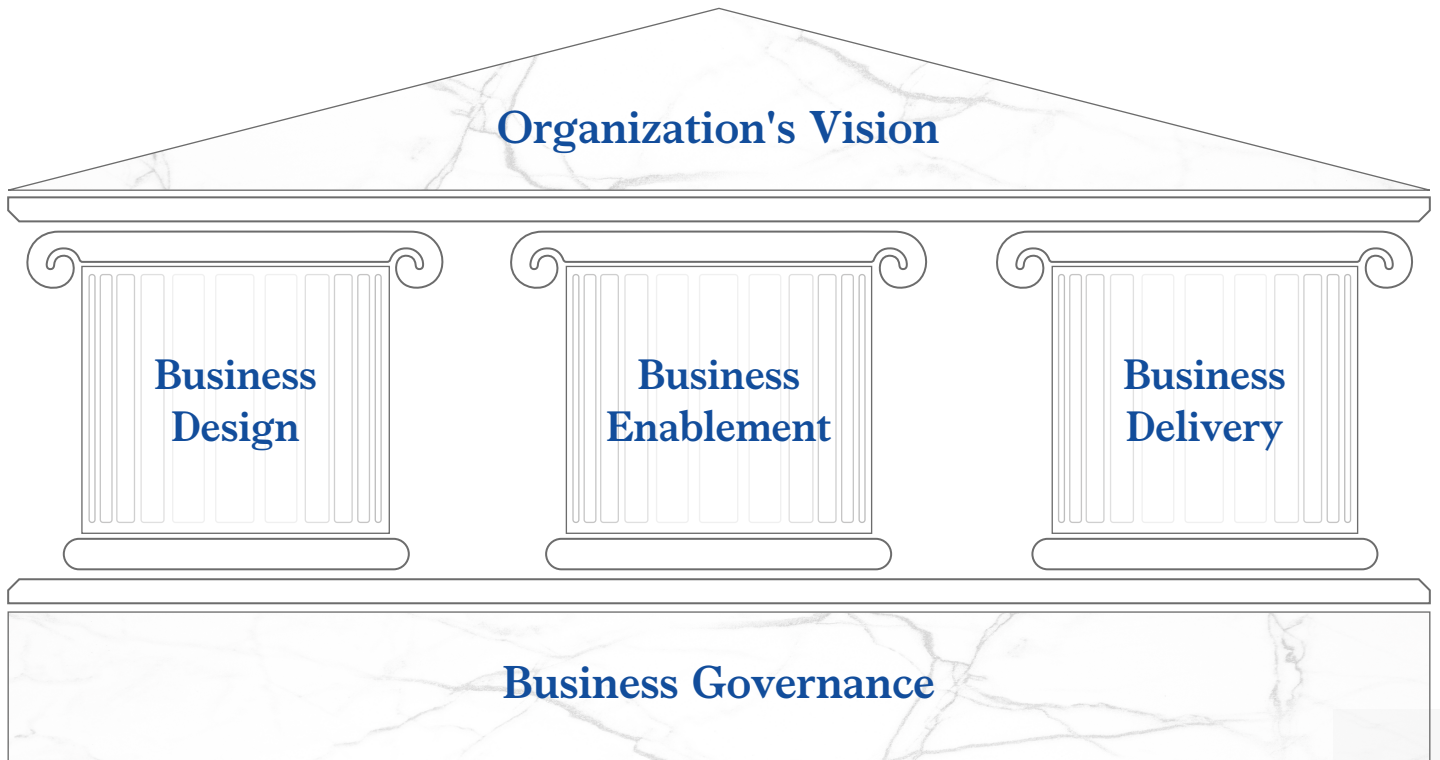 Organization's Vision
Business
Design
Business
Enablement
Business
Delivery
Business Governance